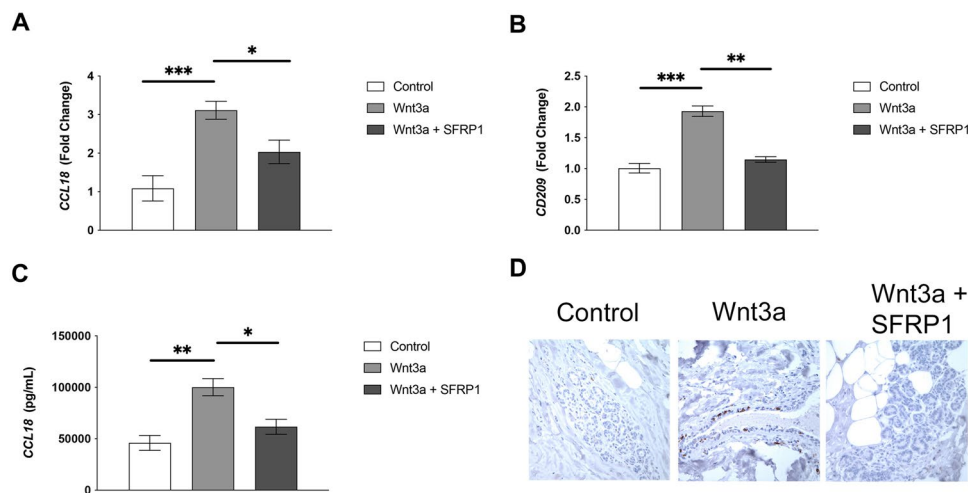 A
*** *
CCL18 (Fold Change)
4
3
2
1
0
Control
Wnt3a
Wnt3a + SFRP1
B
*** **
CD209 (Fold Change)
2.5
2.0
1.5
1.0
0.5
0.0
Control
Wnt3a
Wnt3a + SFRP1
C
** *
CCL18 (pg/mL)
150000
100000
50000
0
Control
Wnt3a
Wnt3a + SFRP1
D
Control
Wnt3a
Wnt3a +
SFRP1